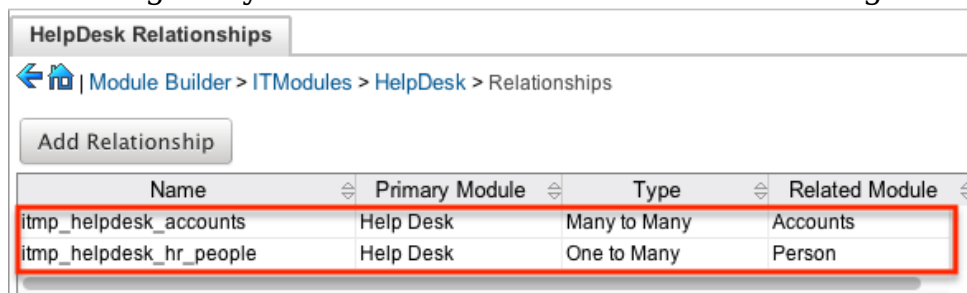 HelpDesk Relationships
| Module Builder > ITModules > HelpDesk > Relationships
Add Relationship
Name Primary Module Type Related Module
itmp_helpdesk_accounts Help Desk Many to Many Accounts
itmp_helpdesk_hr_people Help Desk One to Many Person